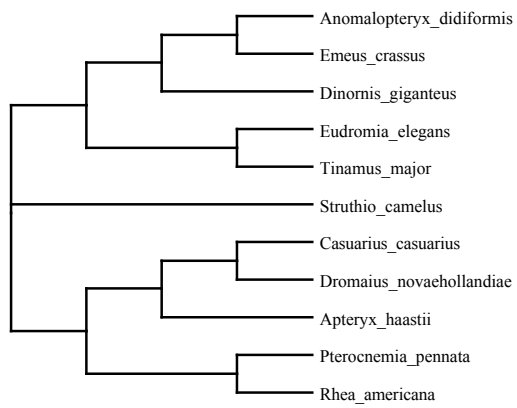 Anomalopteryx_didiformis
Emeus_crassus
Dinornis_giganteus
Eudromia_elegans
Tinamus_major
Struthio_camelus
Casuarius_casuarius
Dromaius_novaehollandiae
Apteryx_haastii
Pterocnemia_pennata
Rhea_americana